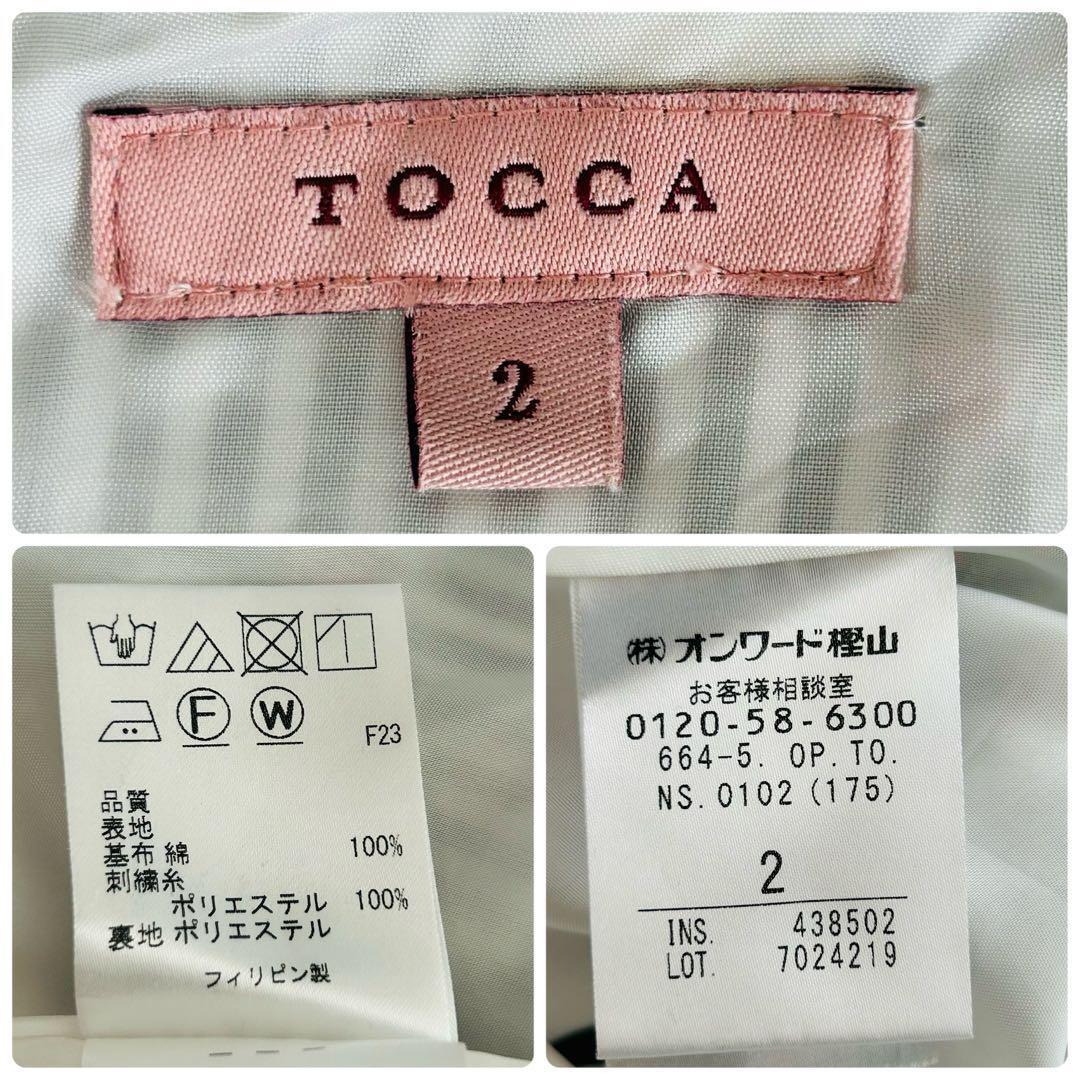 TOCCA
2
F W
F23
品質
表地
基布 綿 100%
刺繍糸
ポリエステル 100%
裏地 ポリエステル
フィリピン製
(株)オンワード樫山
お客様相談室
0120-58-6300
664-5. OP.TO.
NS.0102(175)
2
INS. 438502
LOT. 7024219